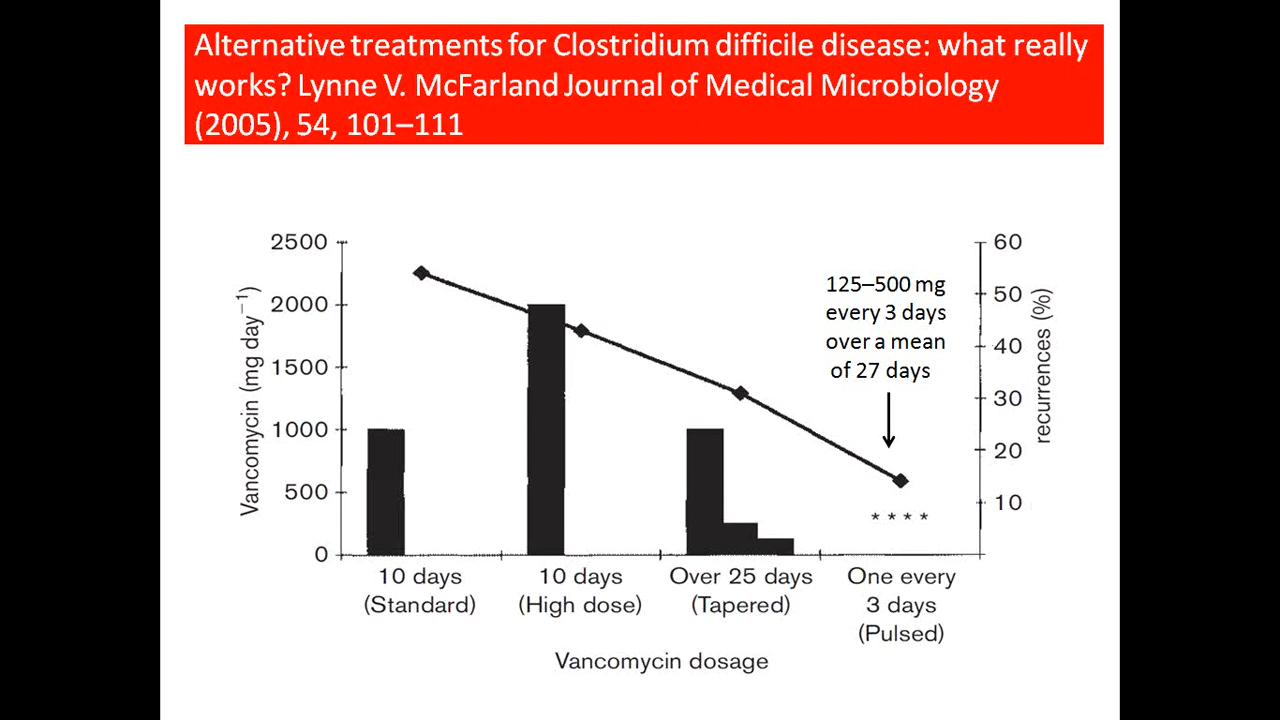 Alternative treatments for Clostridium difficile disease: what really
works? Lynne V. McFarland Journal of Medical Microbiology
(2005), 54, 101–111
2500
2000
1500
1000
500
0
Vancomycin (mg day⁻¹)
60
50
40
30
20
10
recurrences (%)
125–500 mg
every 3 days
over a mean
of 27 days
* * * *
10 days
(Standard)
10 days
(High dose)
Over 25 days
(Tapered)
One every
3 days
(Pulsed)
Vancomycin dosage